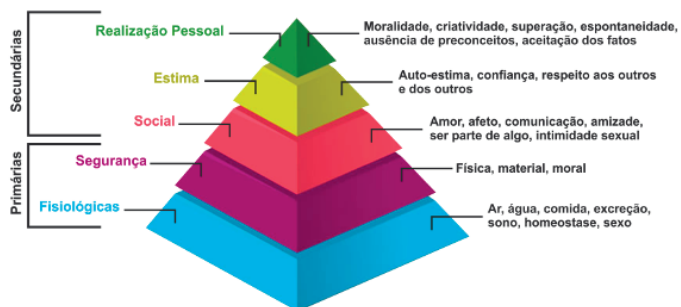 Secundárias
Realização Pessoal
Moralidade, criatividade, superação, espontaneidade,
ausência de preconceitos, aceitação dos fatos
Estima
Auto-estima, confiança, respeito aos outros
e dos outros
Social
Amor, afeto, comunicação, amizade,
ser parte de algo, intimidade sexual
Primárias
Segurança
Física, material, moral
Fisiológicas
Ar, água, comida, excreção,
sono, homeostase, sexo